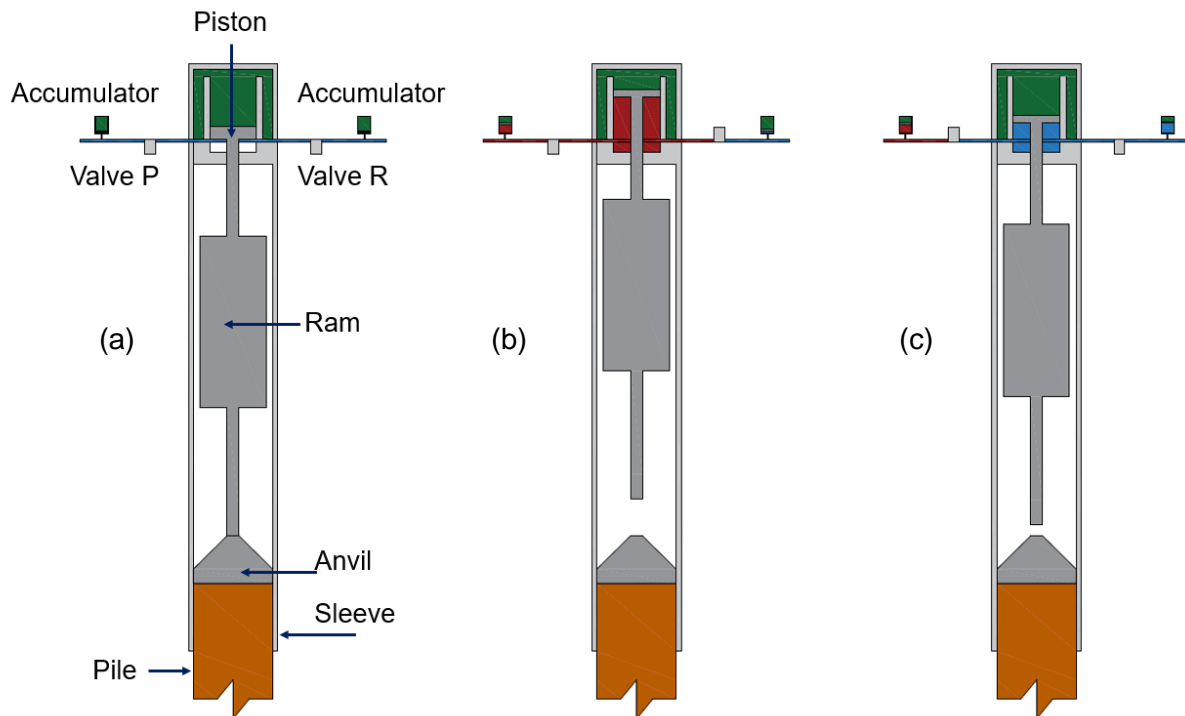 Piston
Accumulator
Accumulator
Valve P
Valve R
Ram
(a)
(b)
(c)
Anvil
Sleeve
Pile